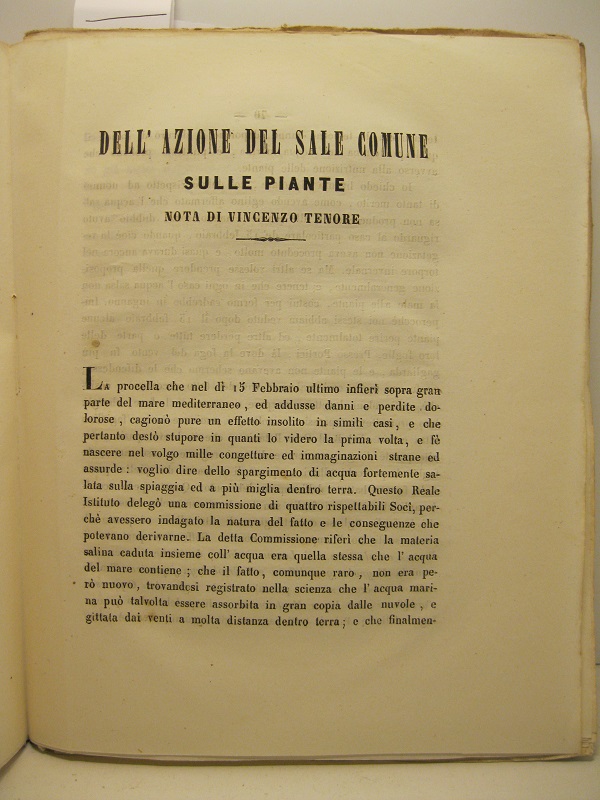 DELL' AZIONE DEL SALE COMUNE
SULLE PIANTE
NOTA DI VINCENZO TENORE
La procella che nel dì 15 Febbraio ultimo infierì sopra gran
parte del mare mediterraneo, ed addusse danni e perdite do-
lorose, cagionò pure un effetto insolito in simili casi, e che
pertanto destò stupore in quanti lo videro la prima volta, e fè
nascere nel volgo mille congetture ed immaginazioni strane ed
assurde: voglio dire dello spargimento di acqua fortemente sa-
lata sulla spiaggia ed a più miglia dentro terra. Questo Reale
Istituto delegò una commissione di quattro rispettabili Socì, per-
chè avessero indagato la natura del fatto e le conseguenze che
potevano derivarne. La detta Commissione riferì che la materia
salina caduta insieme coll' acqua era quella stessa che l' acqua
del mare contiene; che il fatto, comunque raro, non era pe-
rò nuovo, trovandosi registrato nella scienza che l' acqua mari-
na può talvolta essere assorbita in gran copia dalle nuvole, e
gittata dai venti a molta distanza dentro terra; e che finalmen-